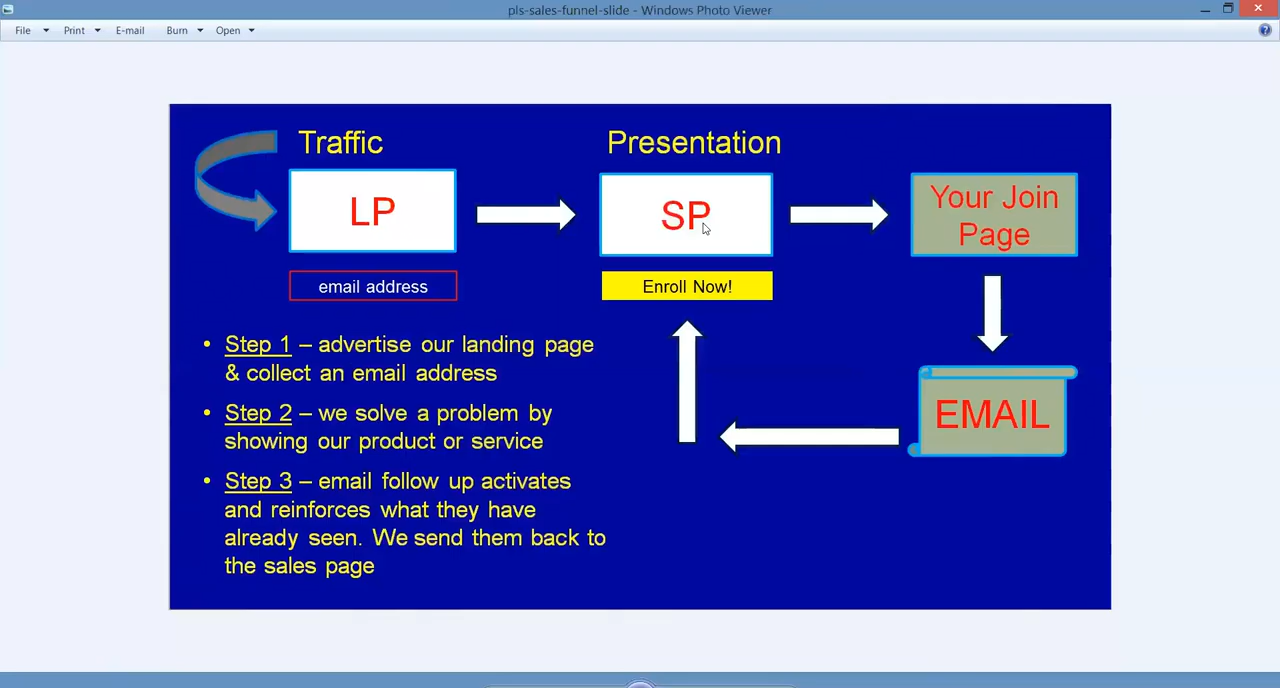 pls-sales-funnel-slide - Windows Photo Viewer
File Print E-mail Burn Open
Traffic
Presentation
LP
SP
Your Join
Page
email address
Enroll Now!
• Step 1 – advertise our landing page
& collect an email address
• Step 2 – we solve a problem by
showing our product or service
• Step 3 – email follow up activates
and reinforces what they have
already seen. We send them back to
the sales page
EMAIL